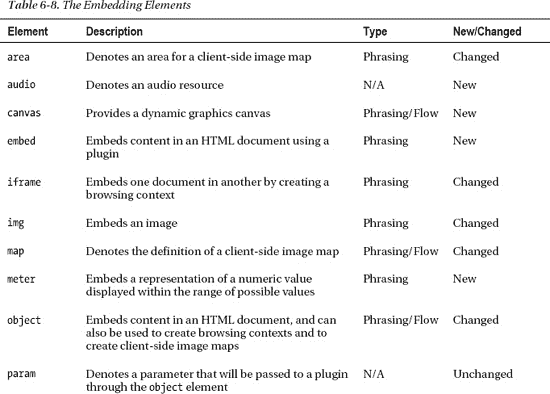 Table 6-8. The Embedding Elements
Element Description Type New/Changed
area Denotes an area for a client-side image map Phrasing Changed
audio Denotes an audio resource N/A New
canvas Provides a dynamic graphics canvas Phrasing/Flow New
embed Embeds content in an HTML document using a Phrasing New
plugin
iframe Embeds one document in another by creating a Phrasing Changed
browsing context
img Embeds an image Phrasing Changed
map Denotes the definition of a client-side image map Phrasing/Flow Changed
meter Embeds a representation of a numeric value Phrasing New
displayed within the range of possible values
object Embeds content in an HTML document, and can Phrasing/Flow Changed
also be used to create browsing contexts and to
create client-side image maps
param Denotes a parameter that will be passed to a plugin N/A Unchanged
through the object element